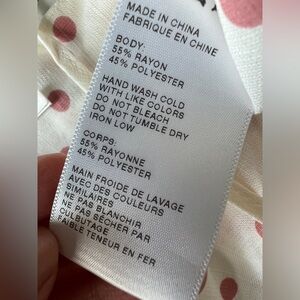 MADE IN CHINA
FABRIQUE EN CHINE
BODY:
55% RAYON
45% POLYESTER
HAND WASH COLD
WITH LIKE COLORS
DO NOT BLEACH
DO NOT TUMBLE DRY
IRON LOW
CORPS:
55% RAYONNE
45% POLYESTER
MAIN FROIDE DE LAVAGE
AVEC DES COULEURS
SIMILAIRES
NE PAS BLANCHIR
NE PAS SÉCHER PAR
CULBUTAGE
FAIBLE TENEUR EN FER